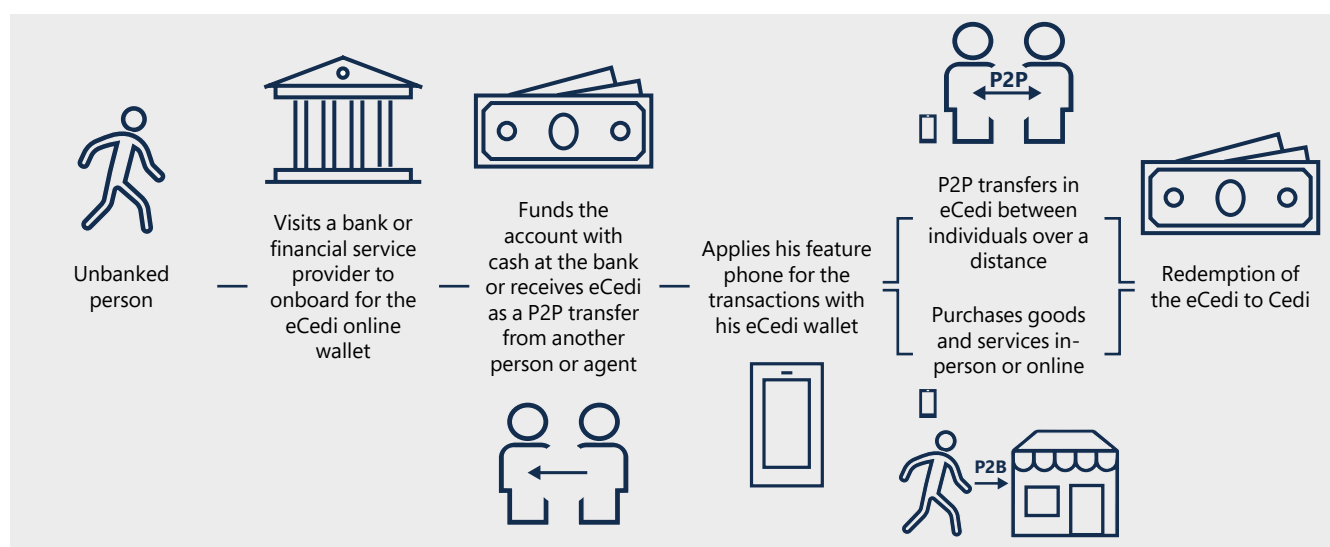 Unbanked
person
Visits a bank or
financial service
provider to
onboard for the
eCedi online
wallet
Funds the
account with
cash at the bank
or receives eCedi
as a P2P transfer
from another
person or agent
Applies his feature
phone for the
transactions with
his eCedi wallet
P2P
P2P transfers in
eCedi between
individuals over a
distance
Purchases goods
and services in-
person or online
P2B
Redemption of
the eCedi to Cedi